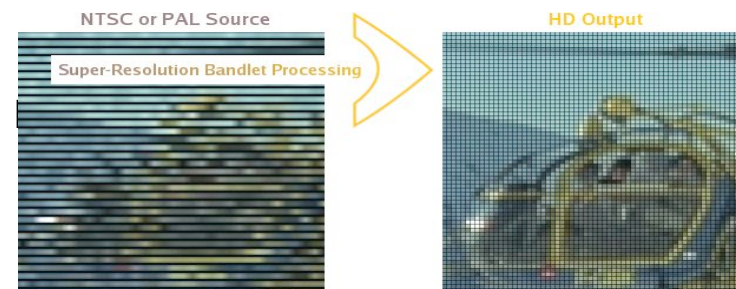 NTSC or PAL Source
HD Output
Super-Resolution Bandlet Processing